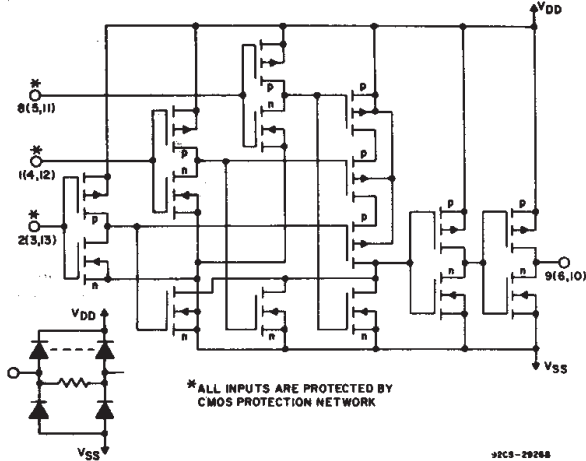 VDD
*
8(5,11)
p
n
p
*
1(4,12)
p
n
p
*
2(3,13)
p
n
p
n
n
n
p
n
p
n
9(6,10)
VDD
VSS
VSS
*ALL INPUTS ARE PROTECTED BY
CMOS PROTECTION NETWORK
92CS-29268